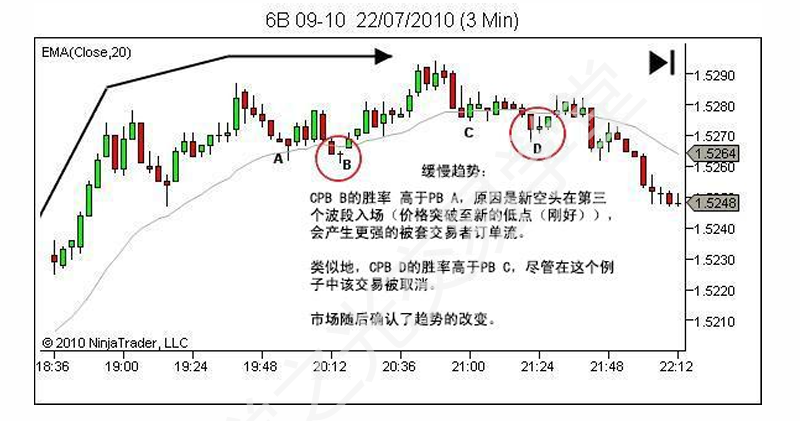 6B 09-10 22/07/2010 (3 Min)
EMA(Close,20)
1.5290
1.5280
1.5270
1.5264
1.5260
1.5248
1.5240
1.5230
1.5220
1.5210
A
B
C
D
缓慢趋势:
CPB B的胜率 高于PB A，原因是新空头在第三
个波段入场（价格突破至新的低点（刚好）），
会产生更强的被套交易者订单流。
类似地，CPB D的胜率高于PB C，尽管在这个例
子中该交易被取消。
市场随后确认了趋势的改变。
© 2010 NinjaTrader, LLC
18:36 19:00 19:24 19:48 20:12 20:36 21:00 21:24 21:48 22:12